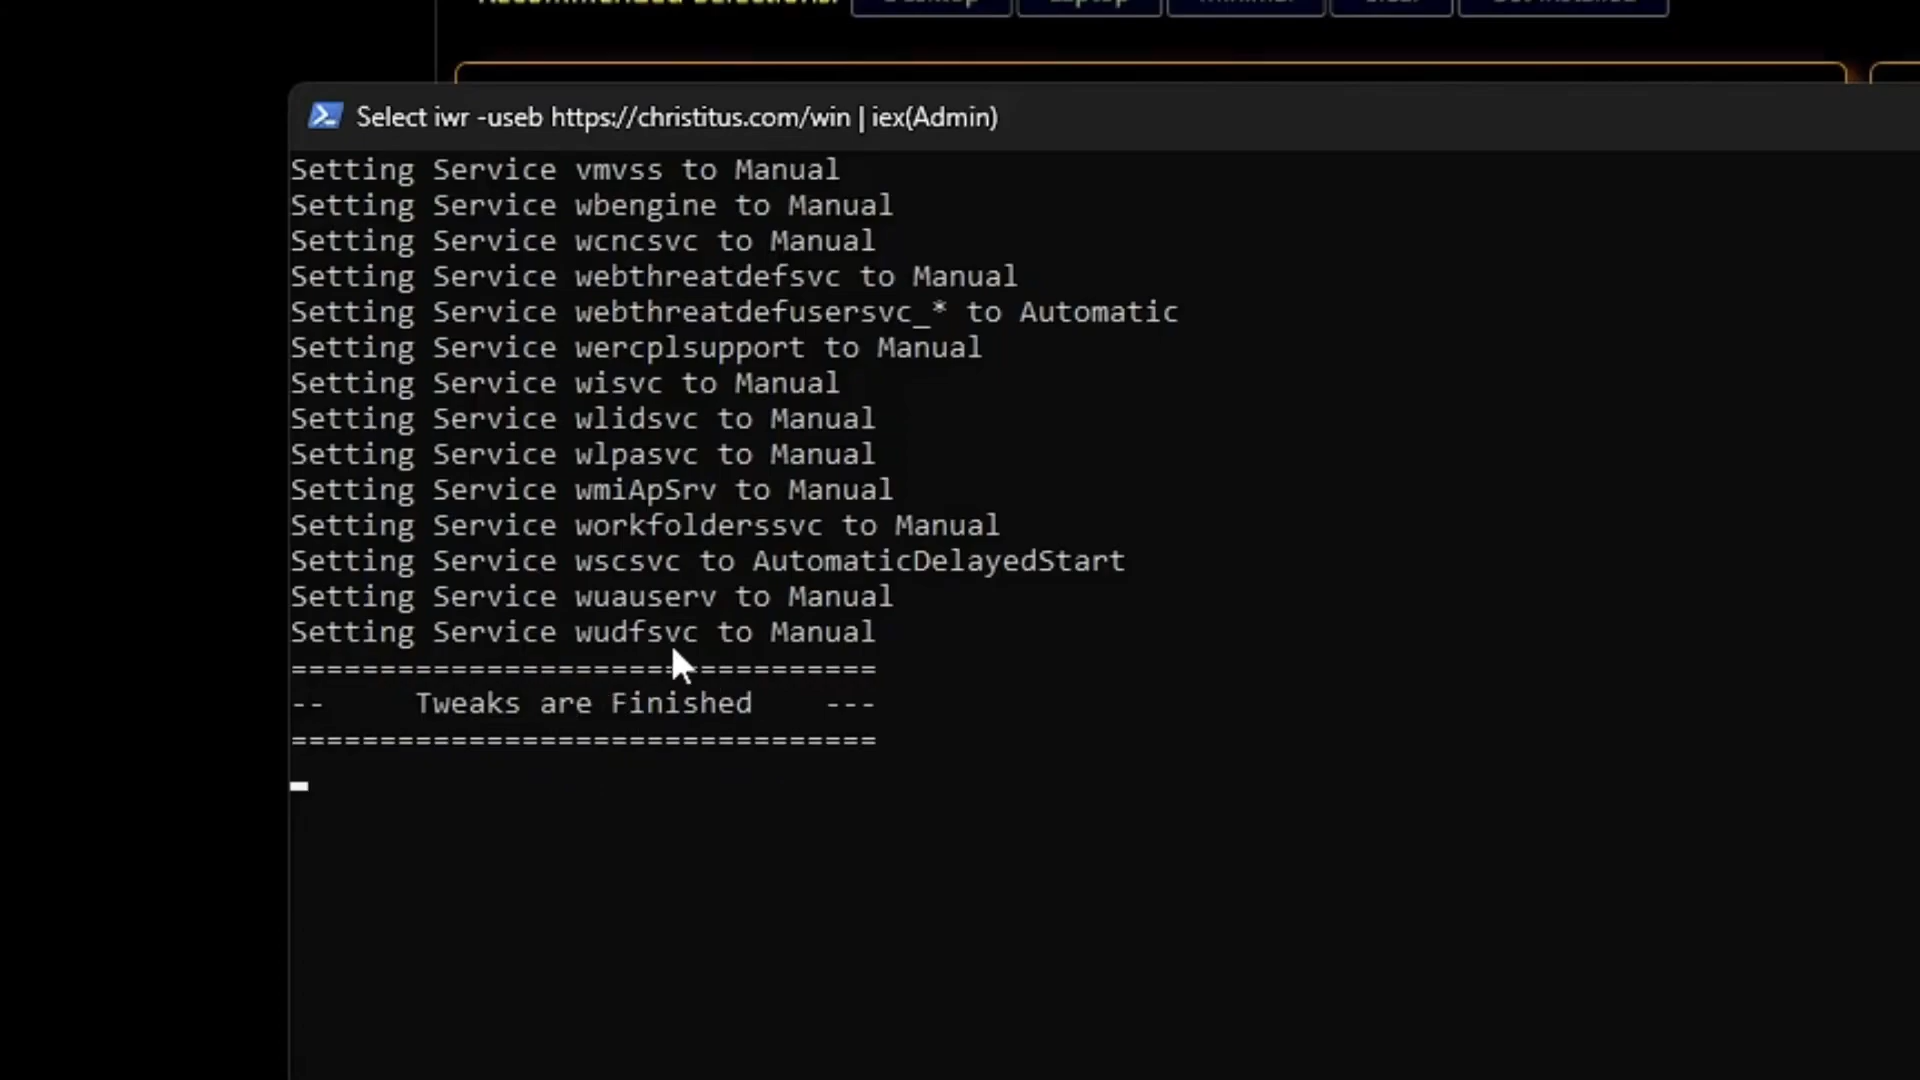 Recommended Selections:
Select iwr -useb https://christitus.com/win | iex(Admin)
Setting Service vmvss to Manual
Setting Service wbengine to Manual
Setting Service wcncsvc to Manual
Setting Service webthreatdefsvc to Manual
Setting Service webthreatdefusersvc_* to Automatic
Setting Service wercplsupport to Manual
Setting Service wisvc to Manual
Setting Service wlidsvc to Manual
Setting Service wlpasvc to Manual
Setting Service wmiApSrv to Manual
Setting Service workfolderssvc to Manual
Setting Service wscsvc to AutomaticDelayedStart
Setting Service wuauserv to Manual
Setting Service wudfsvc to Manual
=================================
--     Tweaks are Finished    ---
=================================